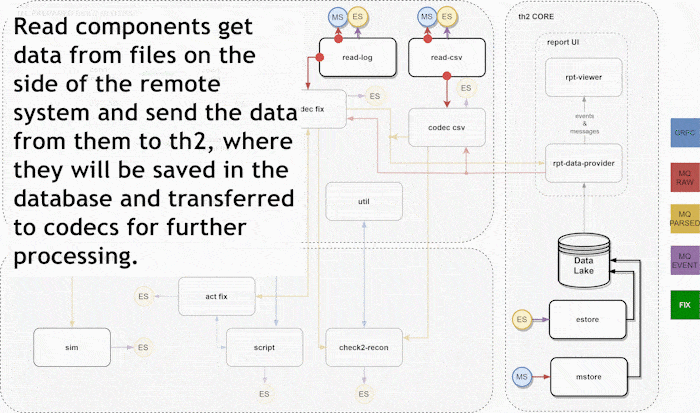 Read components get
data from files on the
side of the remote
system and send the data
from them to th2, where
they will be saved in the
database and transferred
to codecs for further
processing.
MS
ES
MS
ES
th2 CORE
report UI
read-log
read-csv
rpt-viewer
ES
ES
dec fix
codec csv
events
&
messages
rpt-data-provider
GRPC
MQ
RAW
MQ
PARSED
MQ
EVENT
FIX
util
Data
Lake
ES
act fix
ES
estore
sim
ES
script
check2-recon
MS
mstore
ES
ES